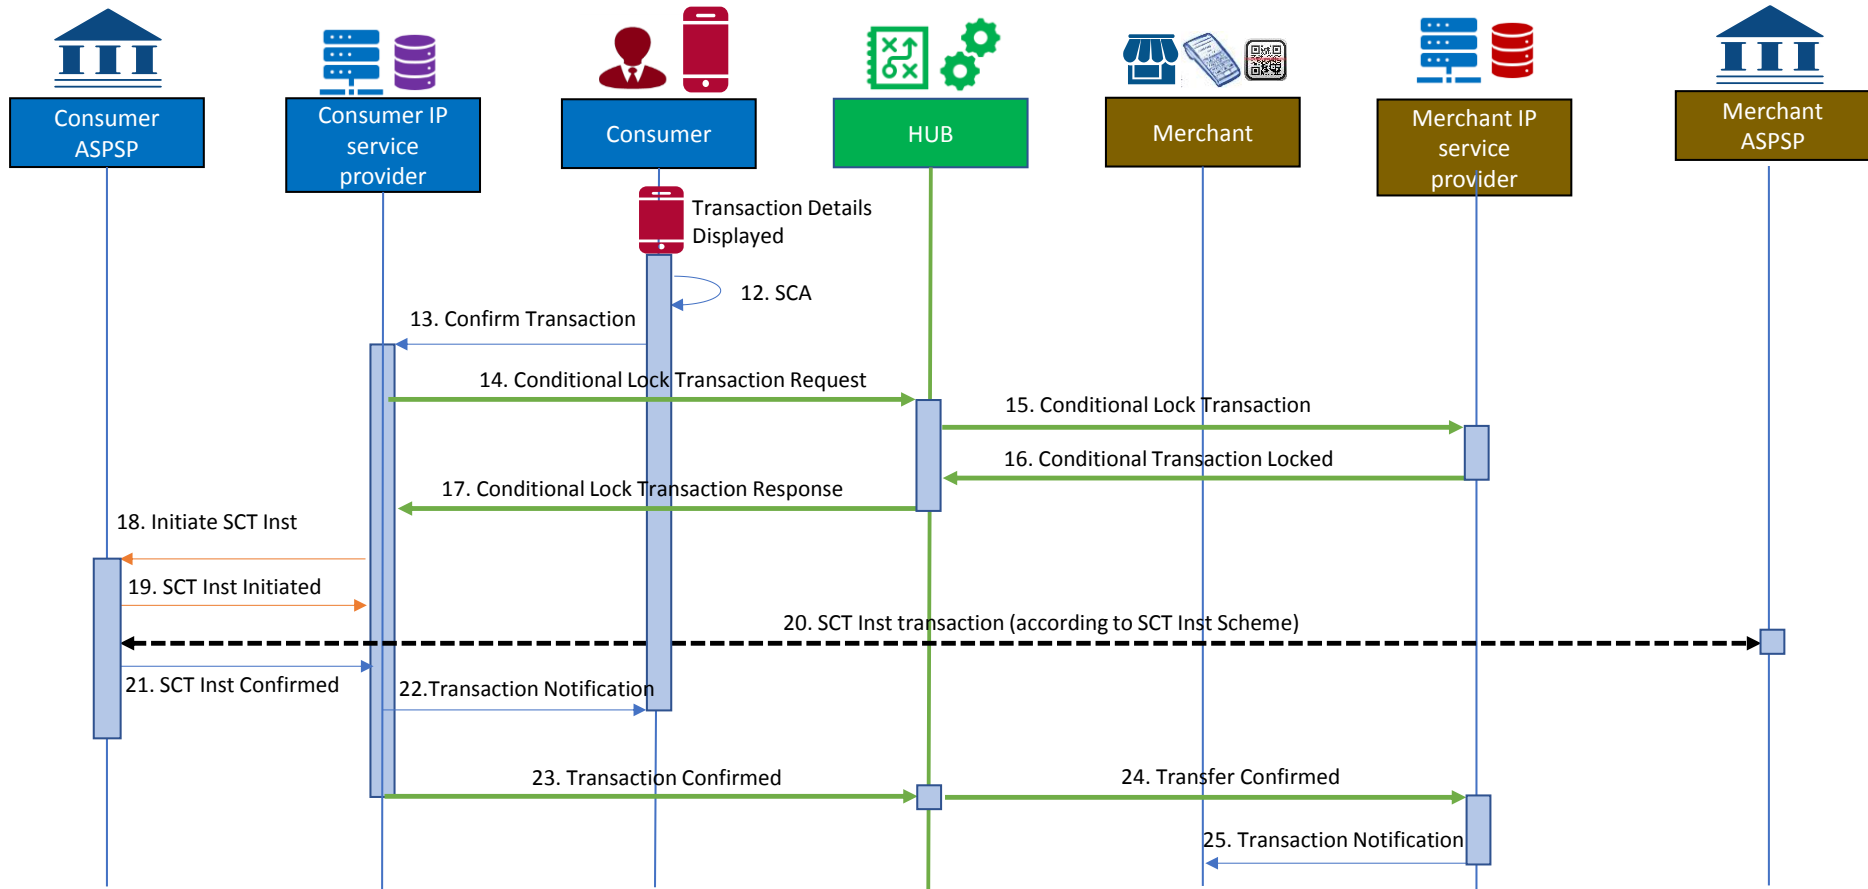 Consumer
ASPSP
Consumer IP
service
provider
Consumer
HUB
Merchant
Merchant IP
service
provider
Merchant
ASPSP
Transaction Details
Displayed
12. SCA
13. Confirm Transaction
14. Conditional Lock Transaction Request
15. Conditional Lock Transaction
16. Conditional Transaction Locked
17. Conditional Lock Transaction Response
18. Initiate SCT Inst
19. SCT Inst Initiated
20. SCT Inst transaction (according to SCT Inst Scheme)
21. SCT Inst Confirmed
22.Transaction Notification
23. Transaction Confirmed
24. Transfer Confirmed
25. Transaction Notification